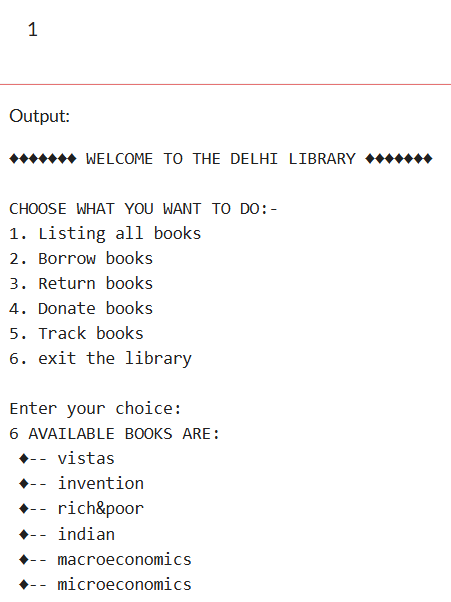 1
Output:
♦♦♦♦♦♦♦ WELCOME TO THE DELHI LIBRARY ♦♦♦♦♦♦♦
CHOOSE WHAT YOU WANT TO DO:-
1. Listing all books
2. Borrow books
3. Return books
4. Donate books
5. Track books
6. exit the library
Enter your choice:
6 AVAILABLE BOOKS ARE:
♦-- vistas
♦-- invention
♦-- rich&poor
♦-- indian
♦-- macroeconomics
♦-- microeconomics